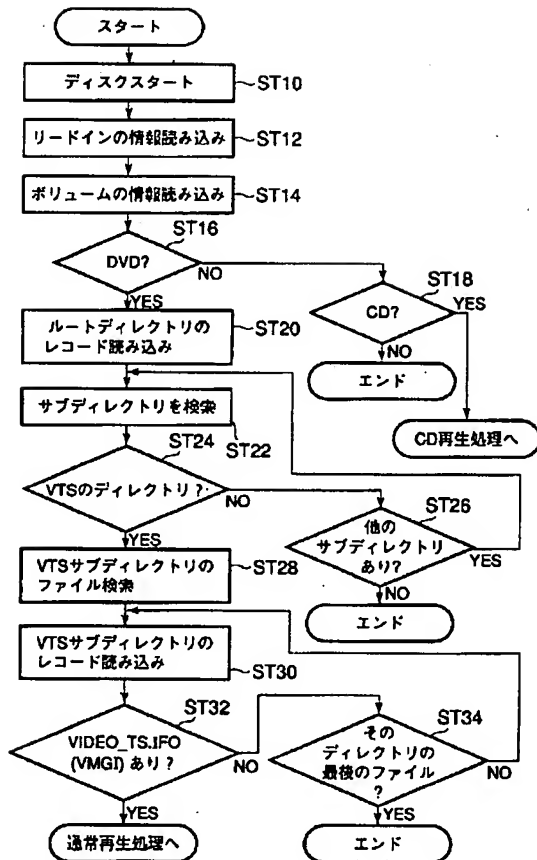 スタート
ディスクスタート
ST10
リードインの情報読み込み
ST12
ボリュームの情報読み込み
ST14
ST16
DVD?
NO
YES
ST18
CD?
YES
NO
エンド
CD再生処理へ
ルートディレクトリの
レコード読み込み
ST20
サブディレクトリを検索
ST22
ST24
VTSのディレクトリ?
NO
YES
ST26
他の
サブディレクトリ
あり?
YES
NO
エンド
VTSサブディレクトリの
ファイル検索
ST28
VTSサブディレクトリの
レコード読み込み
ST30
ST32
VIDEO_TS.IFO
(VMGI) あり?
NO
YES
通常再生処理へ
ST34
その
ディレクトリの
最後のファイル
?
NO
YES
エンド